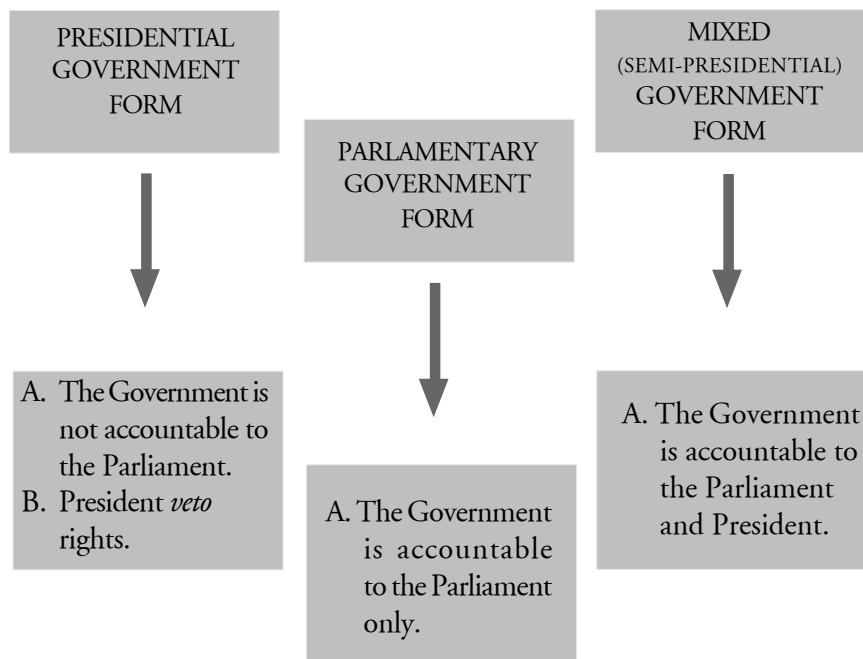 PRESIDENTIAL
GOVERNMENT
FORM
PARLAMENTARY
GOVERNMENT
FORM
MIXED
(SEMI-PRESIDENTIAL)
GOVERNMENT
FORM
A. The Government is
not accountable to
the Parliament.
B. President veto
rights.
A. The Government
is accountable
to the Parliament
only.
A. The Government
is accountable to
the Parliament
and President.